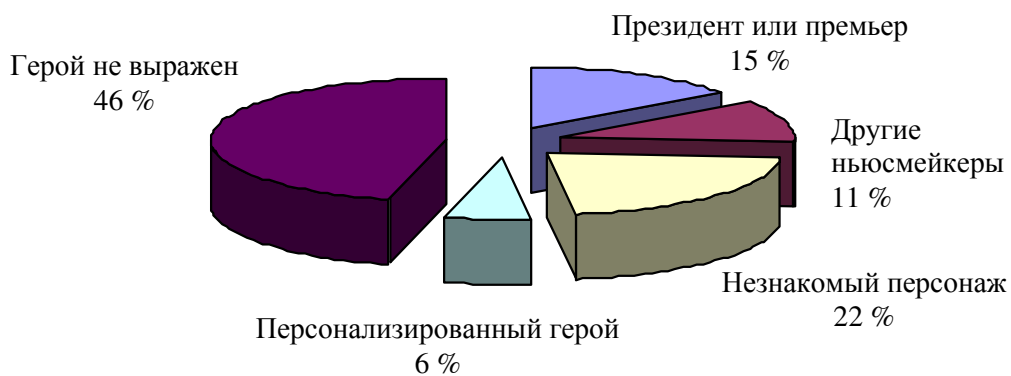 Президент или премьер
15 %
Герой не выражен
46 %
Другие
ньюсмейкеры
11 %
Незнакомый персонаж
22 %
Персонализированный герой
6 %